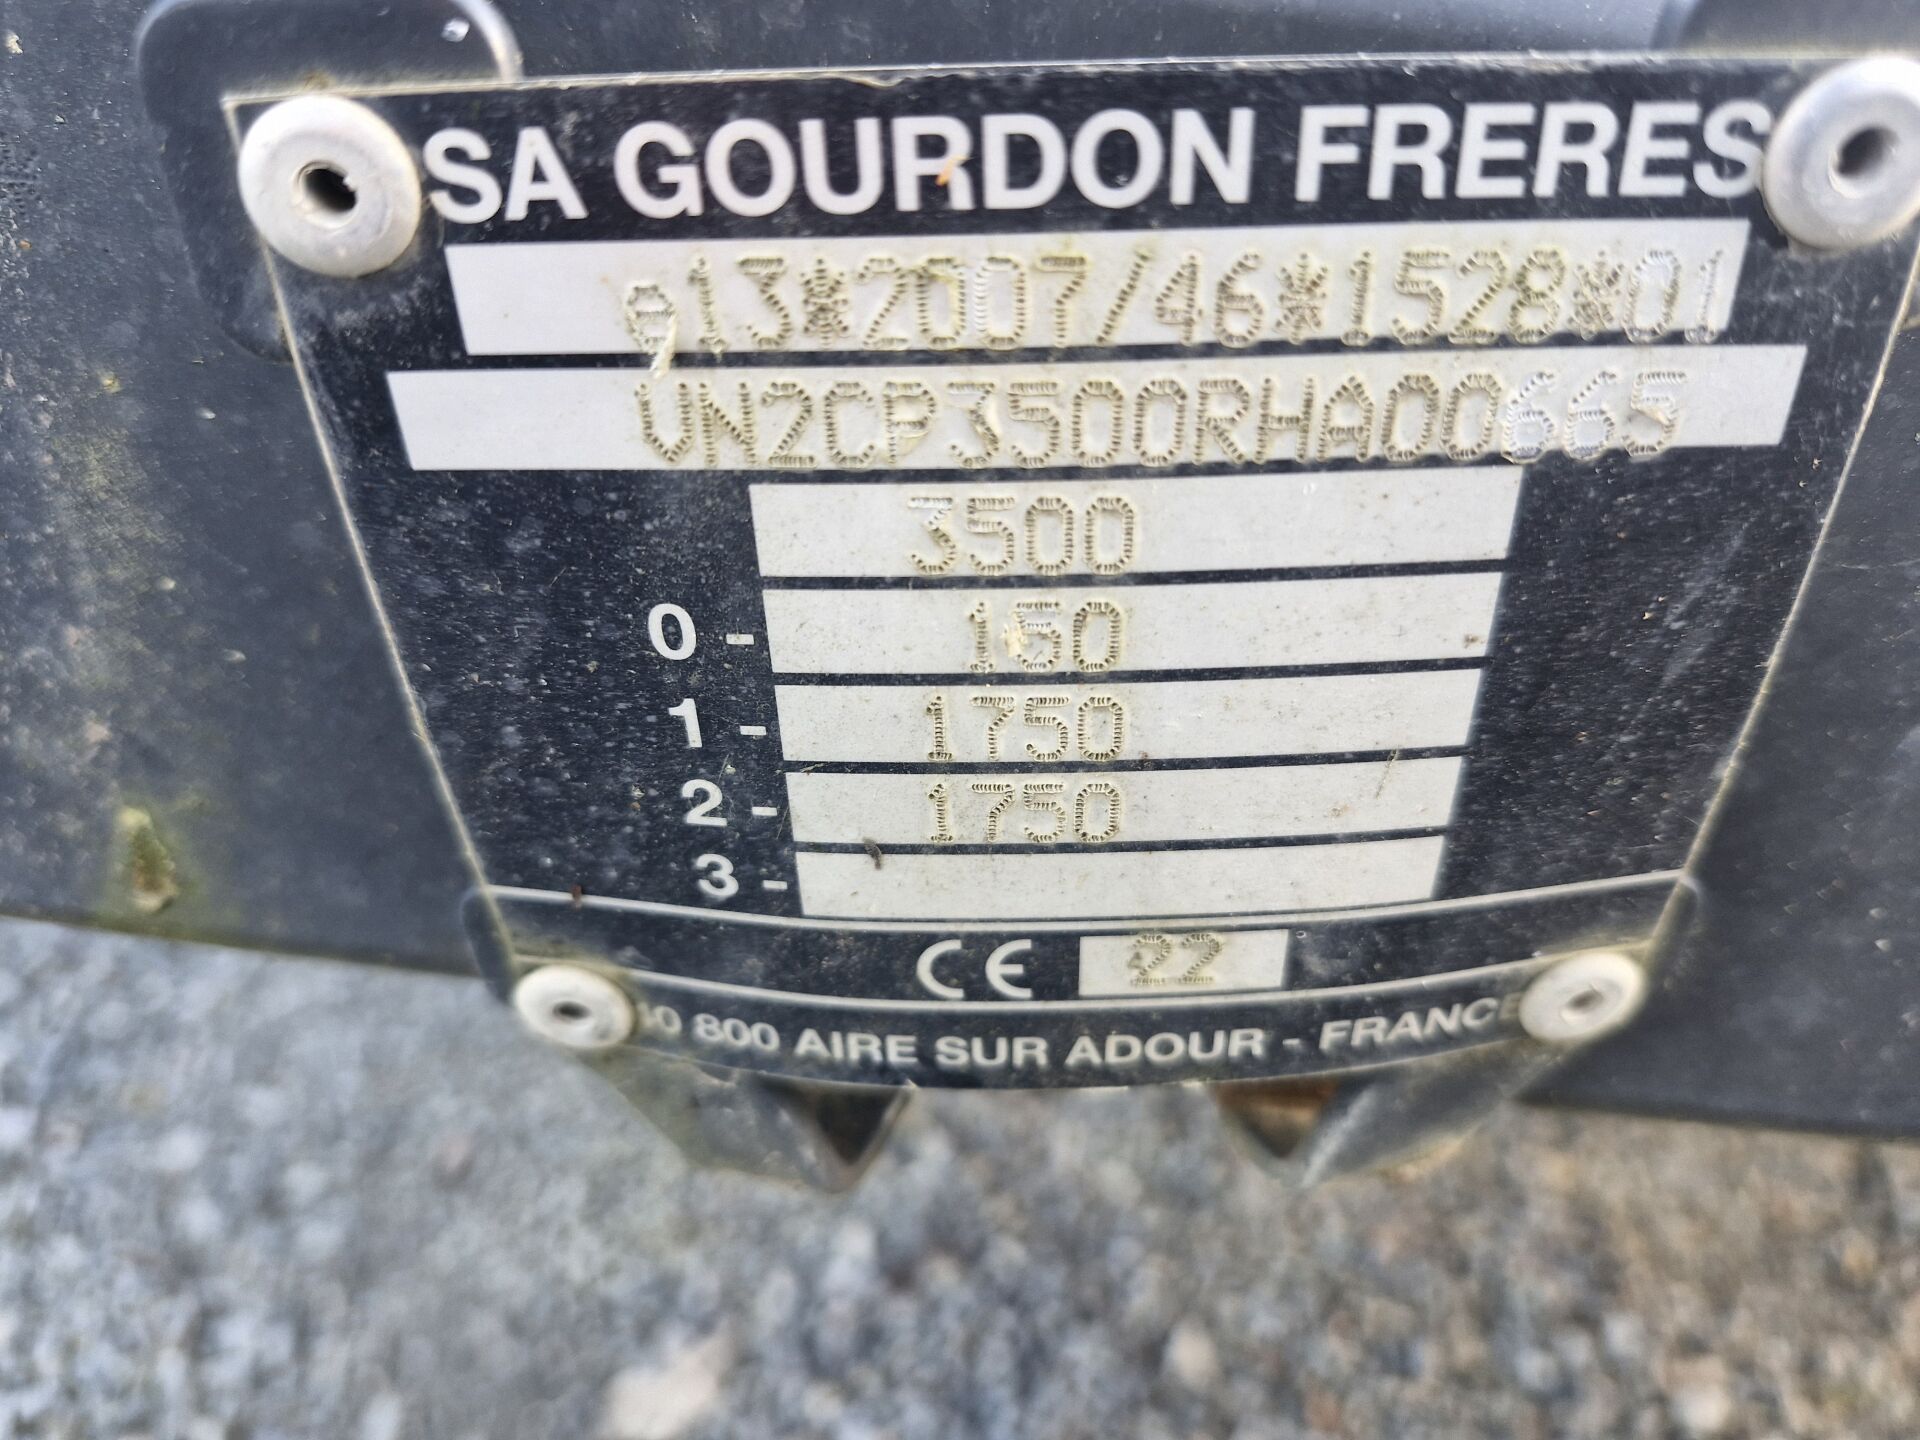 SA GOURDON FRERES
e13*2007/46*1528*01
VN2CP3500RHA00665
3500
0 - 150
1 - 1750
2 - 1750
3 -
CE 22
800 AIRE SUR ADOUR - FRANCE